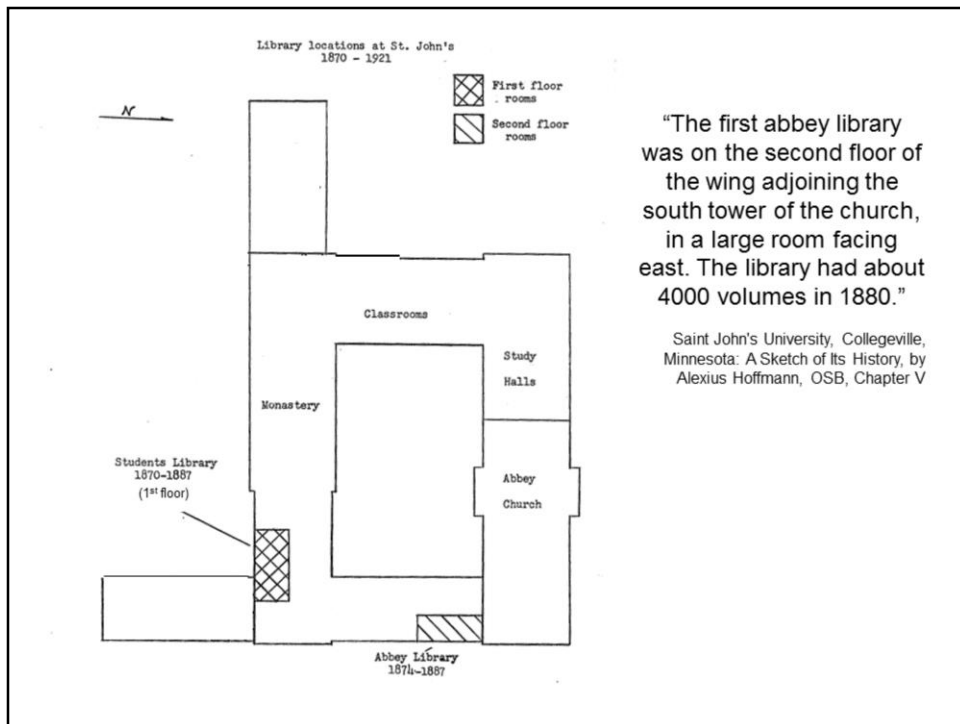 Library locations at St. John's
1870 - 1921
N
First floor
rooms
Second floor
rooms
“The first abbey library
was on the second floor of
the wing adjoining the
south tower of the church,
in a large room facing
east. The library had about
4000 volumes in 1880.”
Saint John's University, Collegeville,
Minnesota: A Sketch of Its History, by
Alexius Hoffmann, OSB, Chapter V
Classrooms
Study
Halls
Monastery
Students Library
1870-1887
(1st floor)
Abbey
Church
Abbey Library
1874-1887